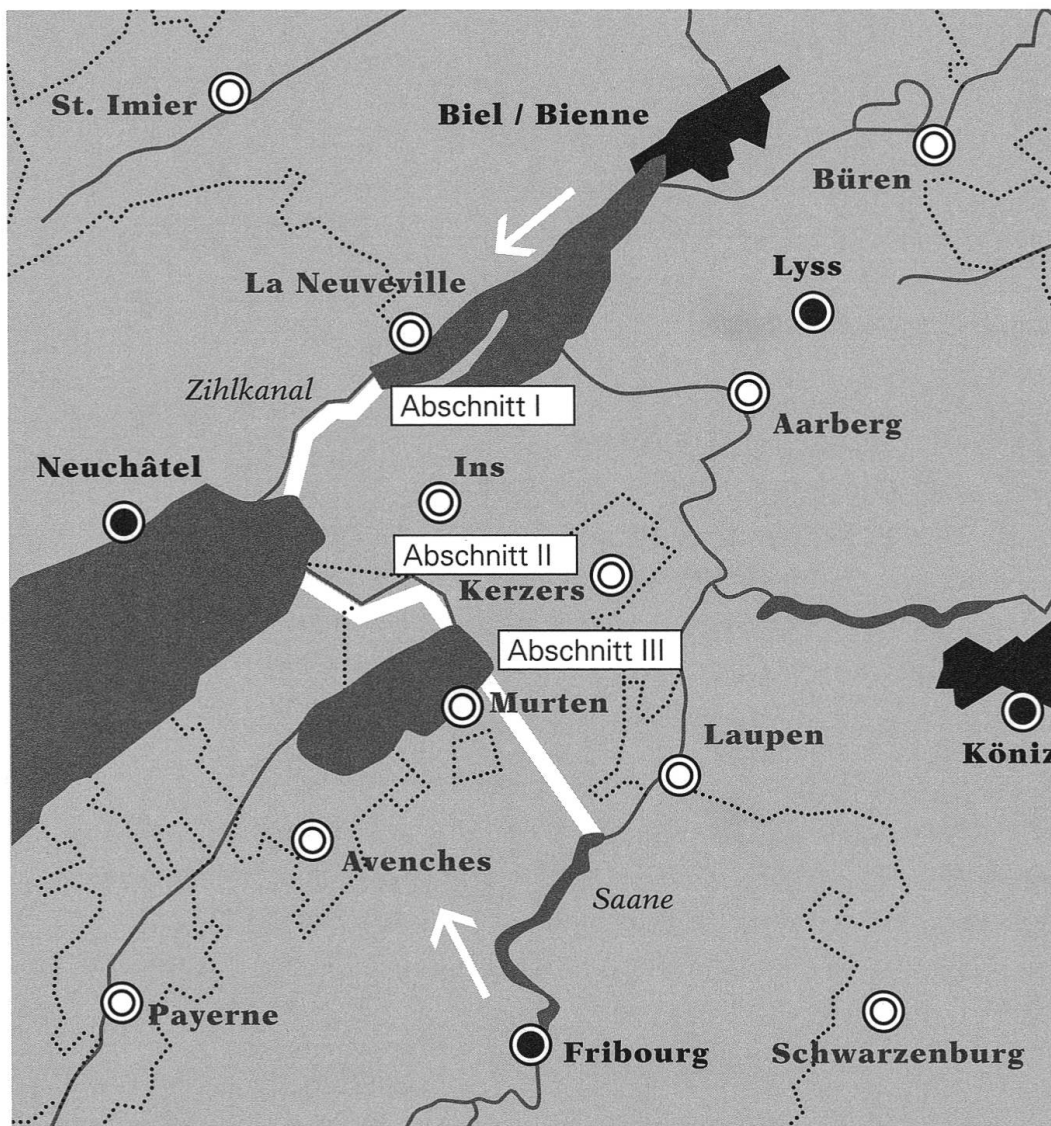 St. Imier
Biel / Bienne
Büren
Lyss
La Neuveville
Zihlkanal
Abschnitt I
Aarberg
Neuchâtel
Ins
Abschnitt II
Kerzers
Abschnitt III
Murten
Laupen
Köniz
Avenches
Saane
Payerne
Fribourg
Schwarzenburg